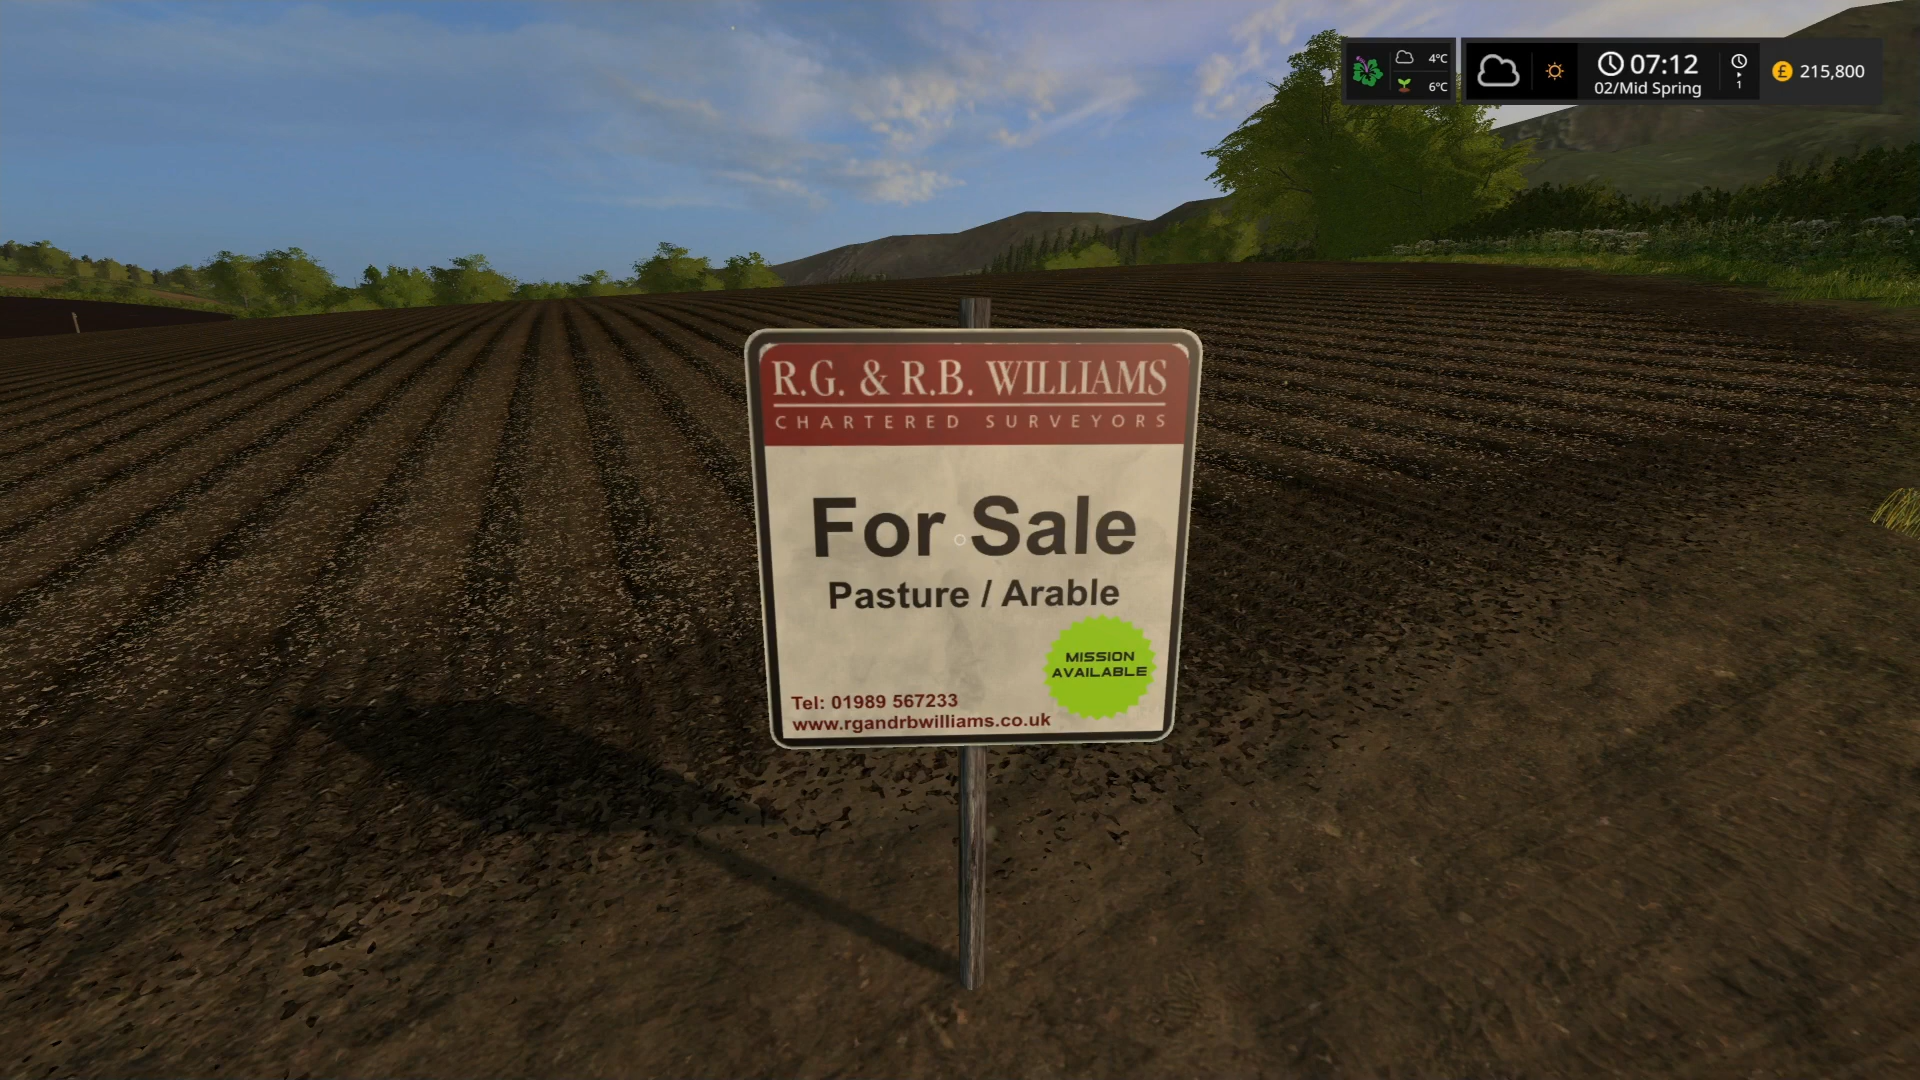 4°C
6°C
07:12
02/Mid Spring
1
£ 215,800
R.G. & R.B. WILLIAMS
CHARTERED SURVEYORS
For Sale
Pasture / Arable
MISSION
AVAILABLE
Tel: 01989 567233
www.rgandrbwilliams.co.uk